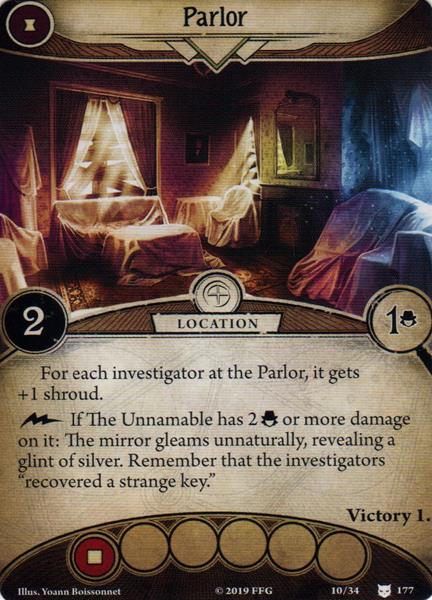 Parlor
2
LOCATION
1
For each investigator at the Parlor, it gets
+1 shroud.
If The Unnamable has 2 or more damage
on it: The mirror gleams unnaturally, revealing a
glint of silver. Remember that the investigators
“recovered a strange key.”
Victory 1.
Illus. Yoann Boissonnet © 2019 FFG 10/34 177